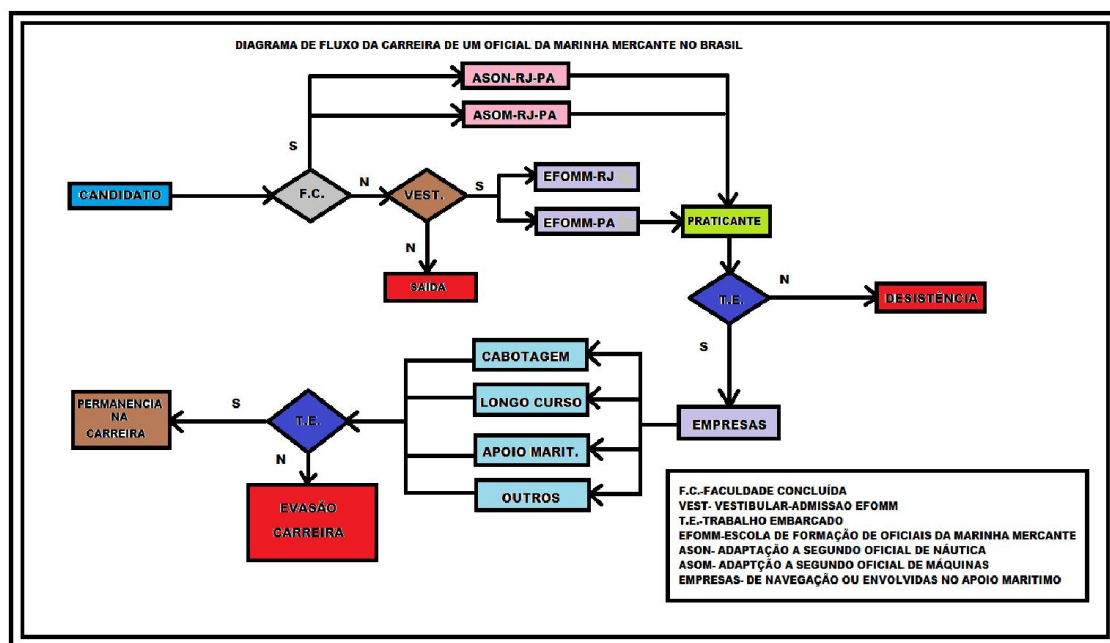 DIAGRAMA DE FLUXO DA CARREIRA DE UM OFICIAL DA MARINHA MERCANTE NO BRASIL
ASON-RJ-PA
ASOM-RJ-PA
S
CANDIDATO
F.C.
N
VEST.
S
EFOMM-RJ
EFOMM-PA
PRATICANTE
N
SAÍDA
T.E.
N
DESISTÊNCIA
S
CABOTAGEM
LONGO CURSO
APOIO MARIT.
OUTROS
EMPRESAS
PERMANENCIA
NA
CARREIRA
S
T.E.
N
EVASÃO
CARREIRA
F.C.-FACULDADE CONCLUÍDA
VEST- VESTIBULAR-ADMISSAO EFOMM
T.E.-TRABALHO EMBARCADO
EFOMM-ESCOLA DE FORMAÇÃO DE OFICIAIS DA MARINHA MERCANTE
ASON- ADAPTAÇÃO A SEGUNDO OFICIAL DE NÁUTICA
ASOM- ADAPTÇÃO A SEGUNDO OFICIAL DE MÁQUINAS
EMPRESAS- DE NAVEGAÇÃO OU ENVOLVIDAS NO APOIO MARITIMO